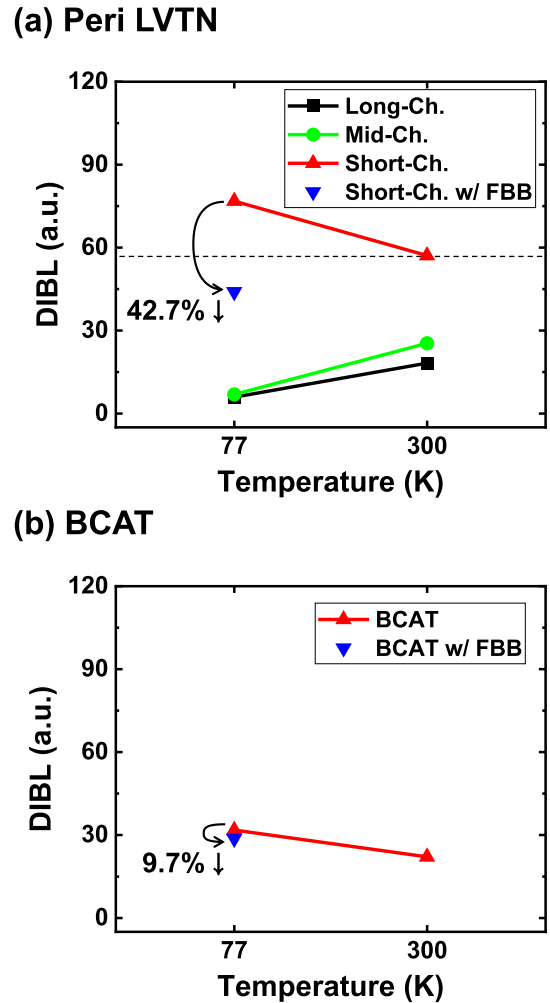 (a) Peri LVTN
120
90
60
30
0
DIBL (a.u.)
Long-Ch.
Mid-Ch.
Short-Ch.
Short-Ch. w/ FBB
42.7% ↓
77
300
Temperature (K)
(b) BCAT
120
90
60
30
0
DIBL (a.u.)
BCAT
BCAT w/ FBB
9.7% ↓
77
300
Temperature (K)